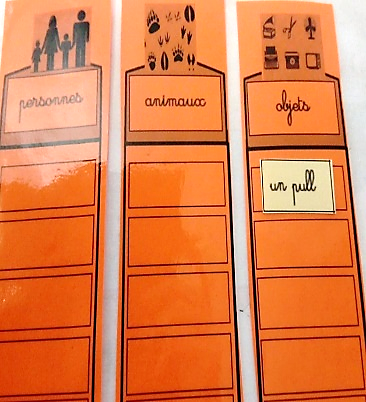 personnes
animaux
objets
un pull